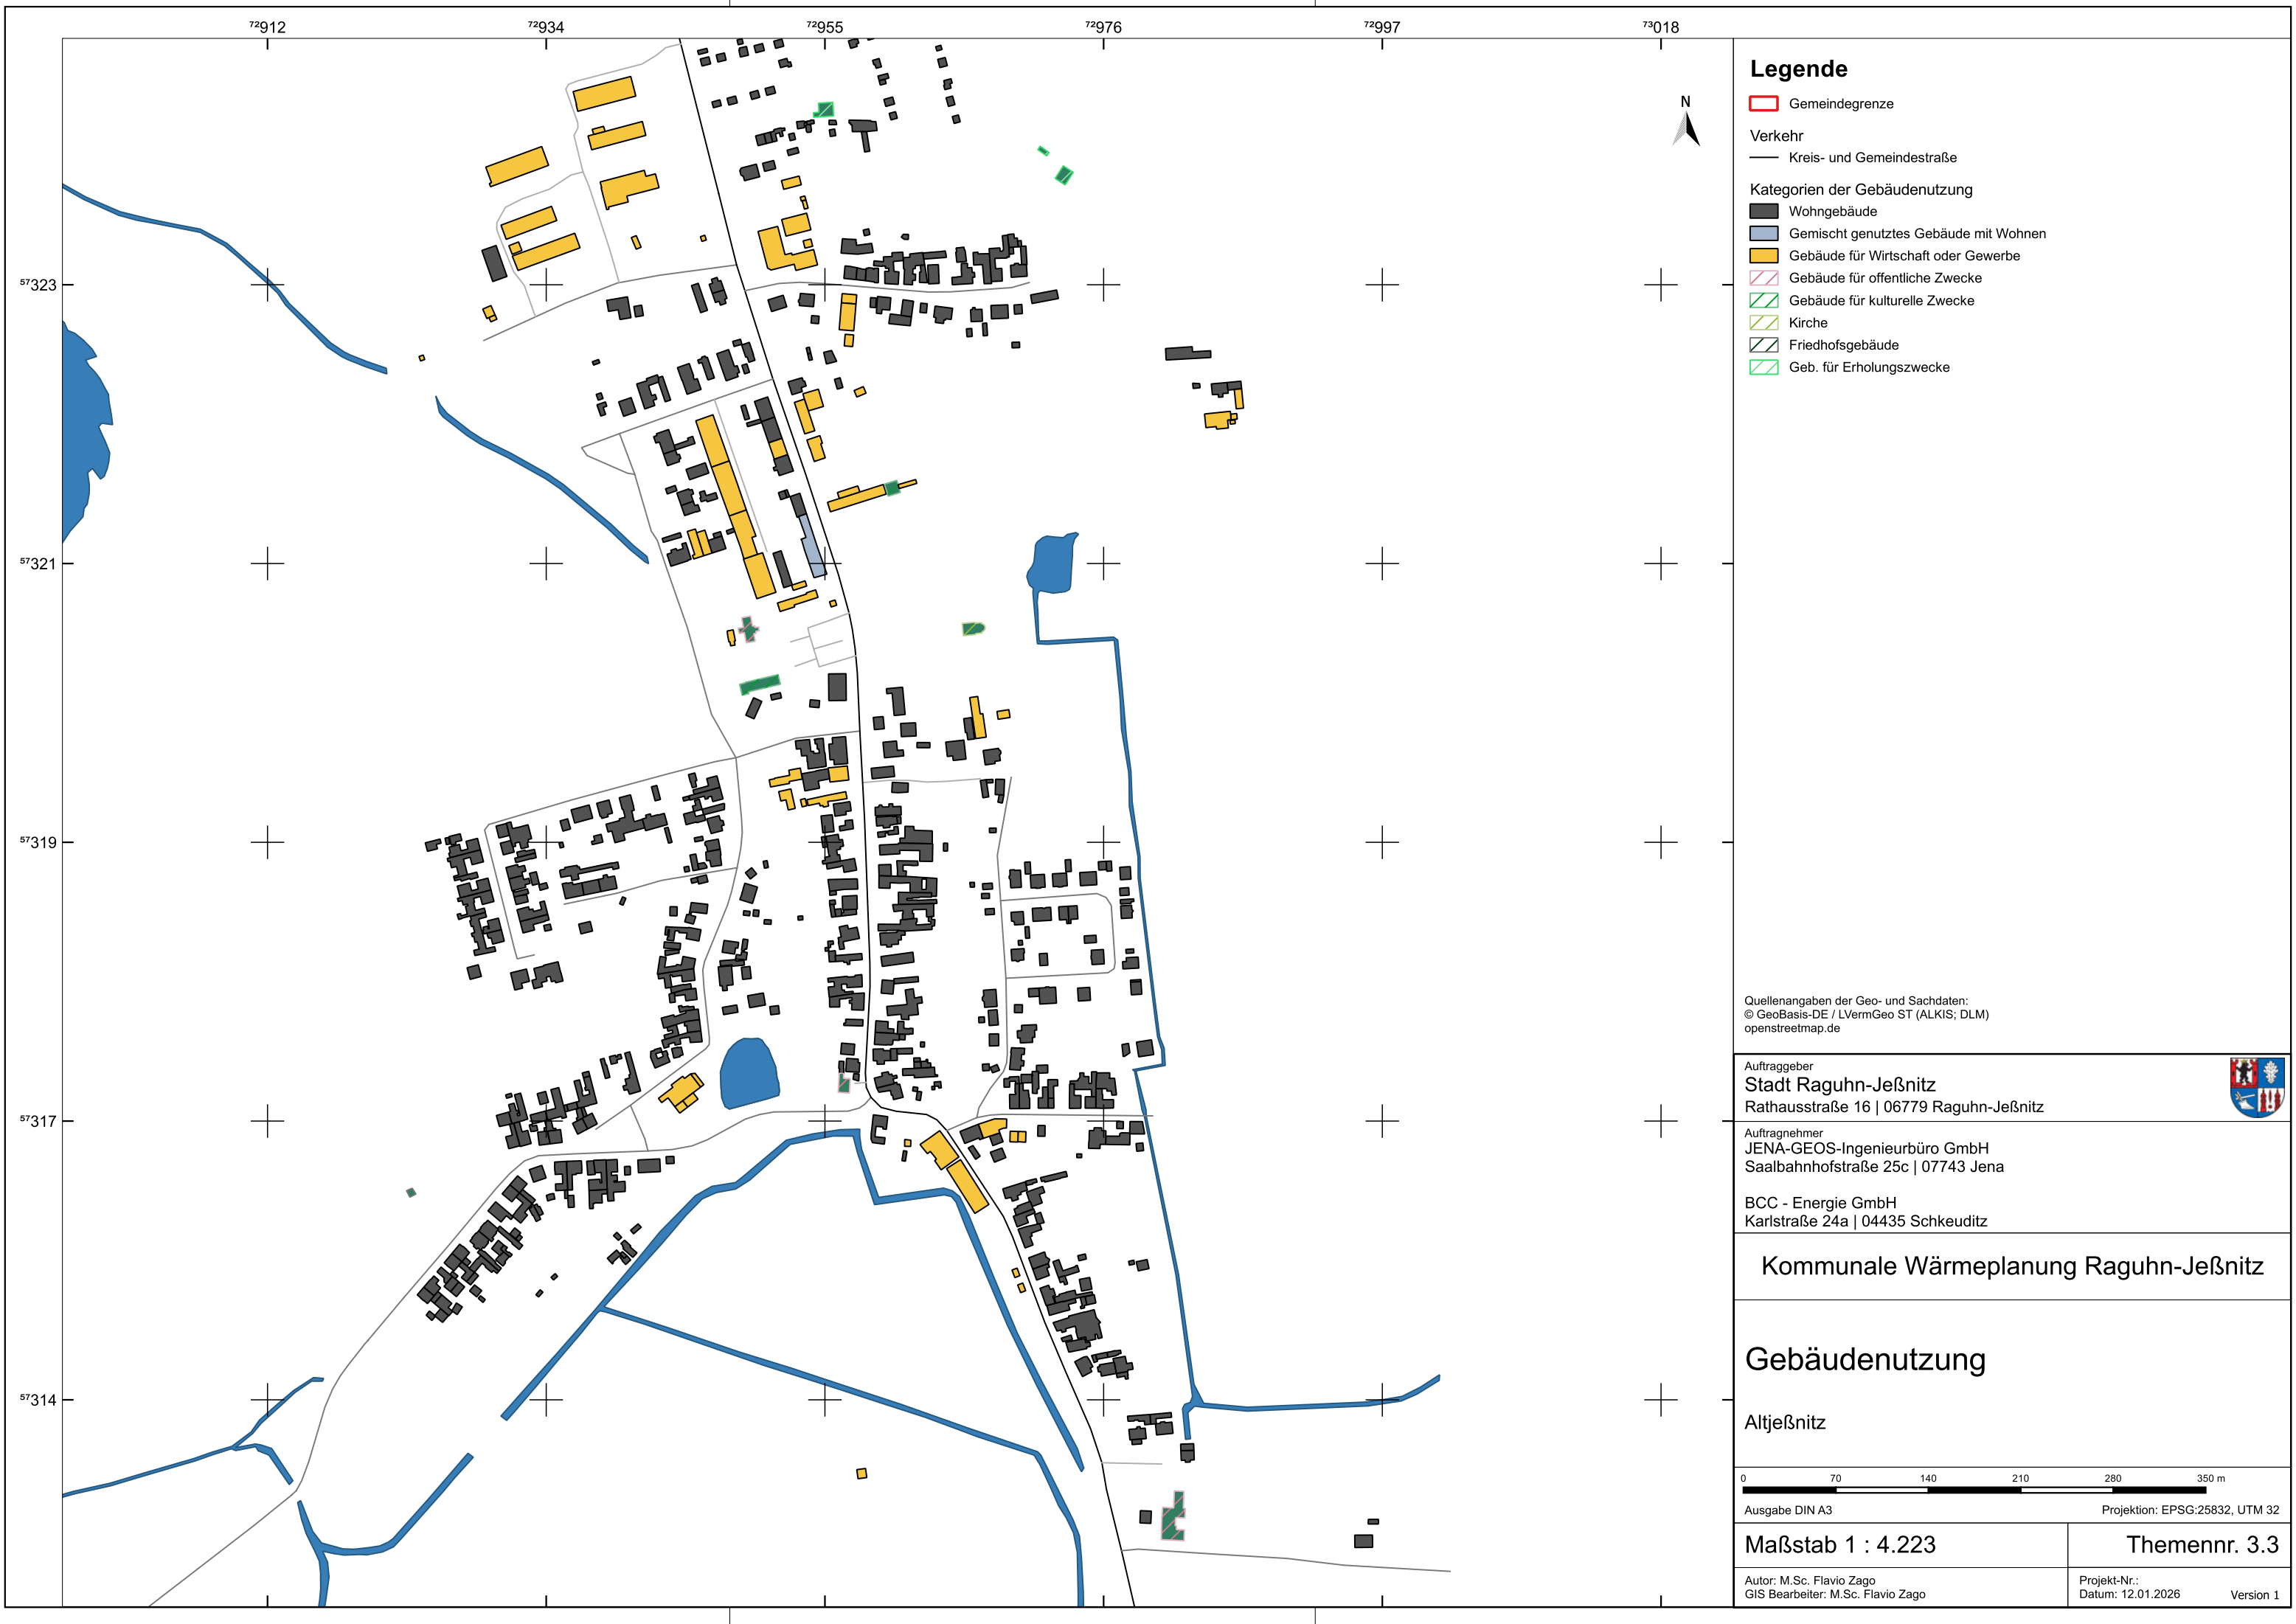 ⁷²912 ⁷²934 ⁷²955 ⁷²976 ⁷²997 ⁷³018
⁵⁷323
⁵⁷321
⁵⁷319
⁵⁷317
⁵⁷314
N
Legende
Gemeindegrenze
Verkehr
Kreis- und Gemeindestraße
Kategorien der Gebäudenutzung
Wohngebäude
Gemischt genutztes Gebäude mit Wohnen
Gebäude für Wirtschaft oder Gewerbe
Gebäude für offentliche Zwecke
Gebäude für kulturelle Zwecke
Kirche
Friedhofsgebäude
Geb. für Erholungszwecke
Quellenangaben der Geo- und Sachdaten:
© GeoBasis-DE / LVermGeo ST (ALKIS; DLM)
openstreetmap.de
Auftraggeber
Stadt Raguhn-Jeßnitz
Rathausstraße 16 | 06779 Raguhn-Jeßnitz
Auftragnehmer
JENA-GEOS-Ingenieurbüro GmbH
Saalbahnhofstraße 25c | 07743 Jena
BCC - Energie GmbH
Karlstraße 24a | 04435 Schkeuditz
Kommunale Wärmeplanung Raguhn-Jeßnitz
Gebäudenutzung
Altjeßnitz
0 70 140 210 280 350 m
Ausgabe DIN A3 Projektion: EPSG:25832, UTM 32
Maßstab 1 : 4.223 Themennr. 3.3
Autor: M.Sc. Flavio Zago Projekt-Nr.:
GIS Bearbeiter: M.Sc. Flavio Zago Datum: 12.01.2026 Version 1